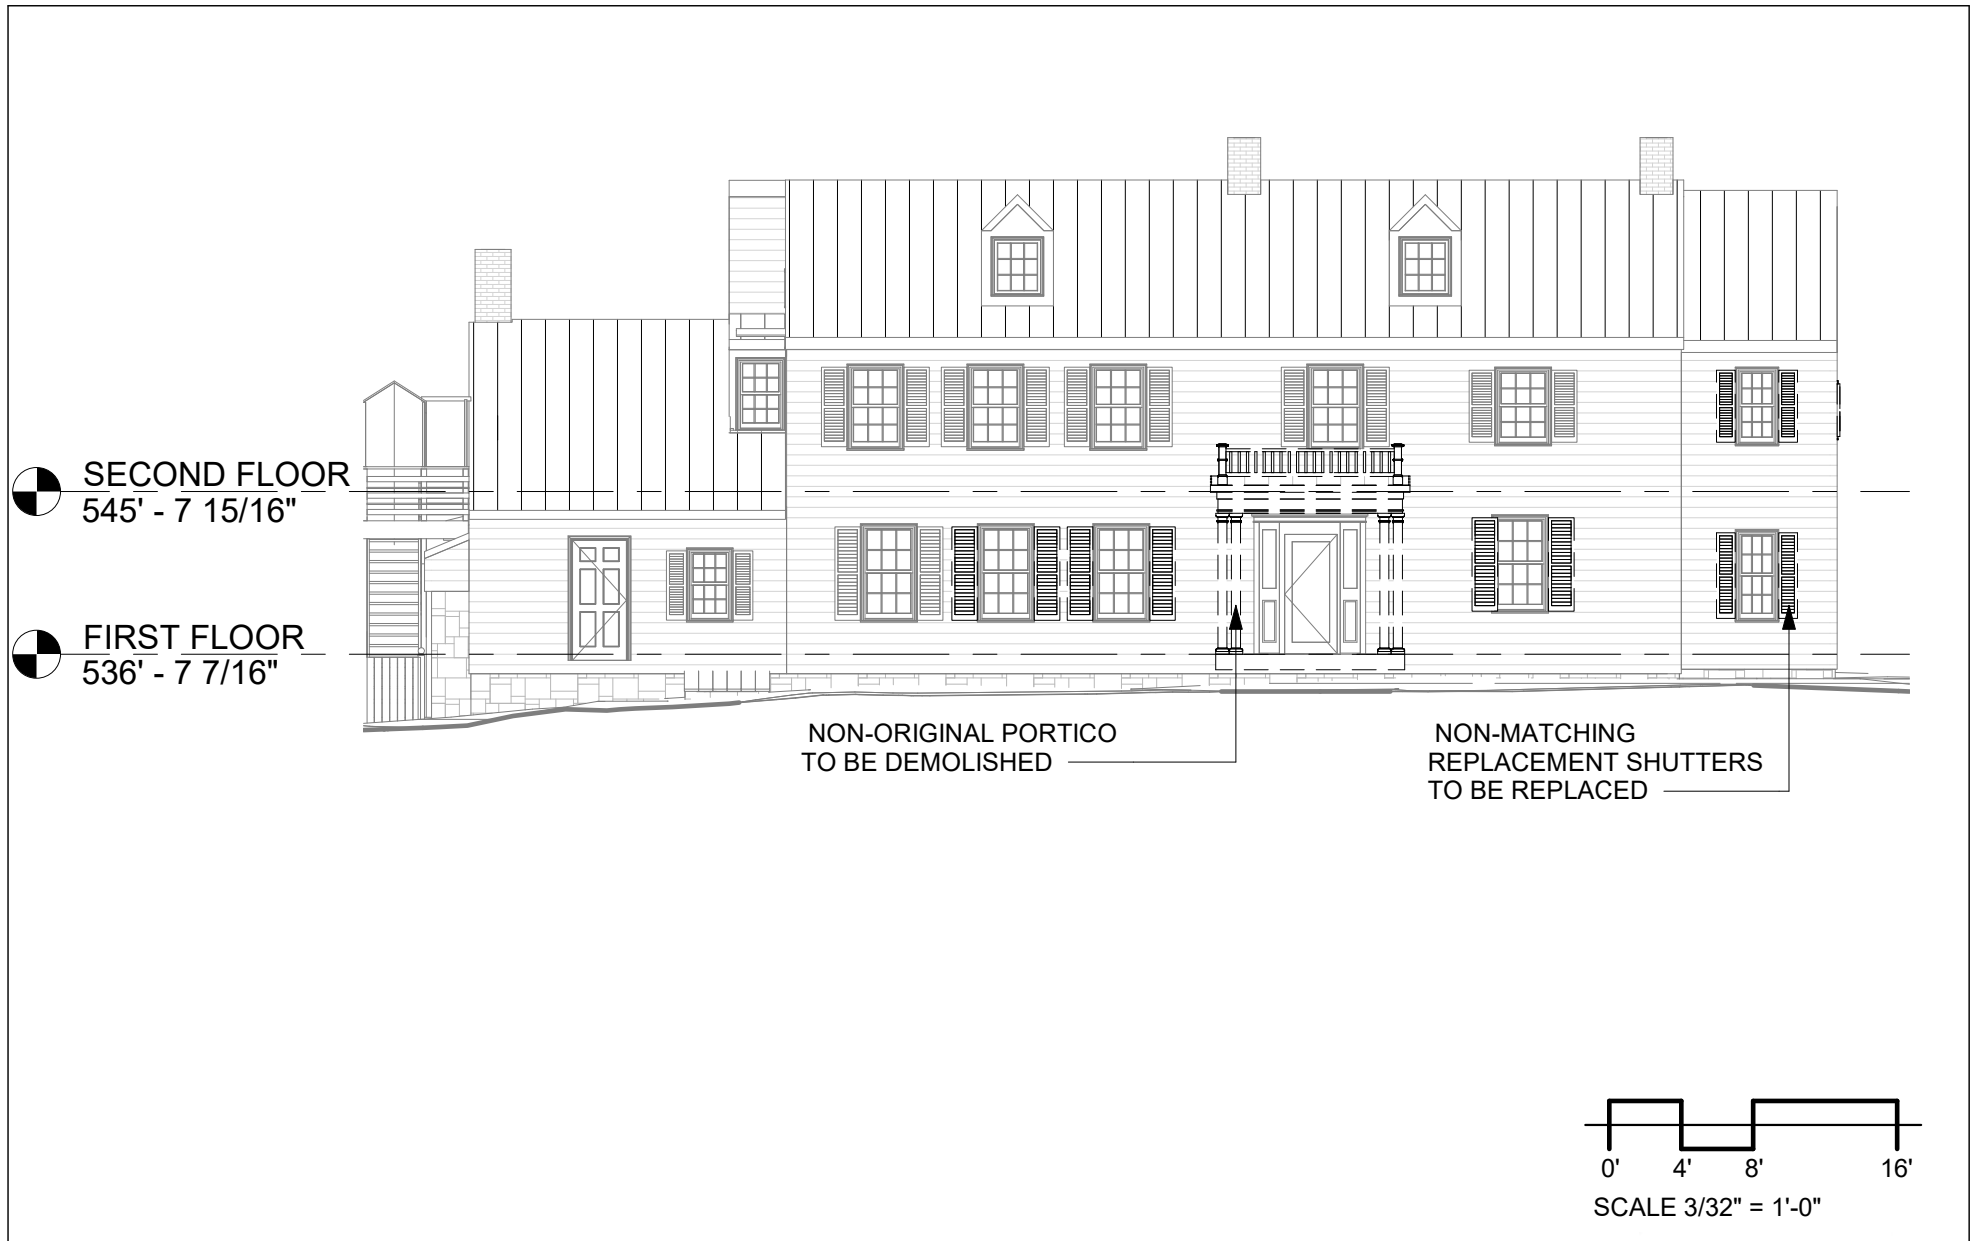 SECOND FLOOR
545' - 7 15/16"
FIRST FLOOR
536' - 7 7/16"
NON-ORIGINAL PORTICO
TO BE DEMOLISHED
NON-MATCHING
REPLACEMENT SHUTTERS
TO BE REPLACED
0' 4' 8' 16'
SCALE 3/32" = 1'-0"